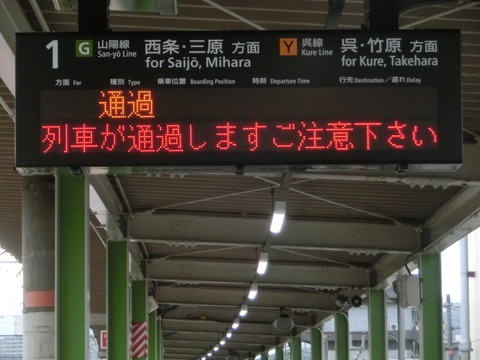 1 G 山陽線 西条・三原 方面 Y 呉線 呉・竹原 方面
San-yō Line for Saijō, Mihara Kure Line for Kure, Takehara
方面 For 種別 Type 乗車位置 Boarding Position 時刻 Departure Time 行先 Destination / 遅れ Delay
通過
列車が通過しますご注意下さい